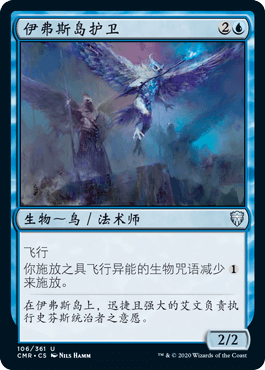 伊弗斯岛护卫 2
生物～鸟 / 法术师
飞行
你施放之具飞行异能的生物咒语减少 1
来施放。
在伊弗斯岛上，迅捷且强大的艾文负责执
行史芬斯统治者之意愿。
2/2
106/361 U
CMR • CS NILS HAMM
™ & © 2020 Wizards of the Coast